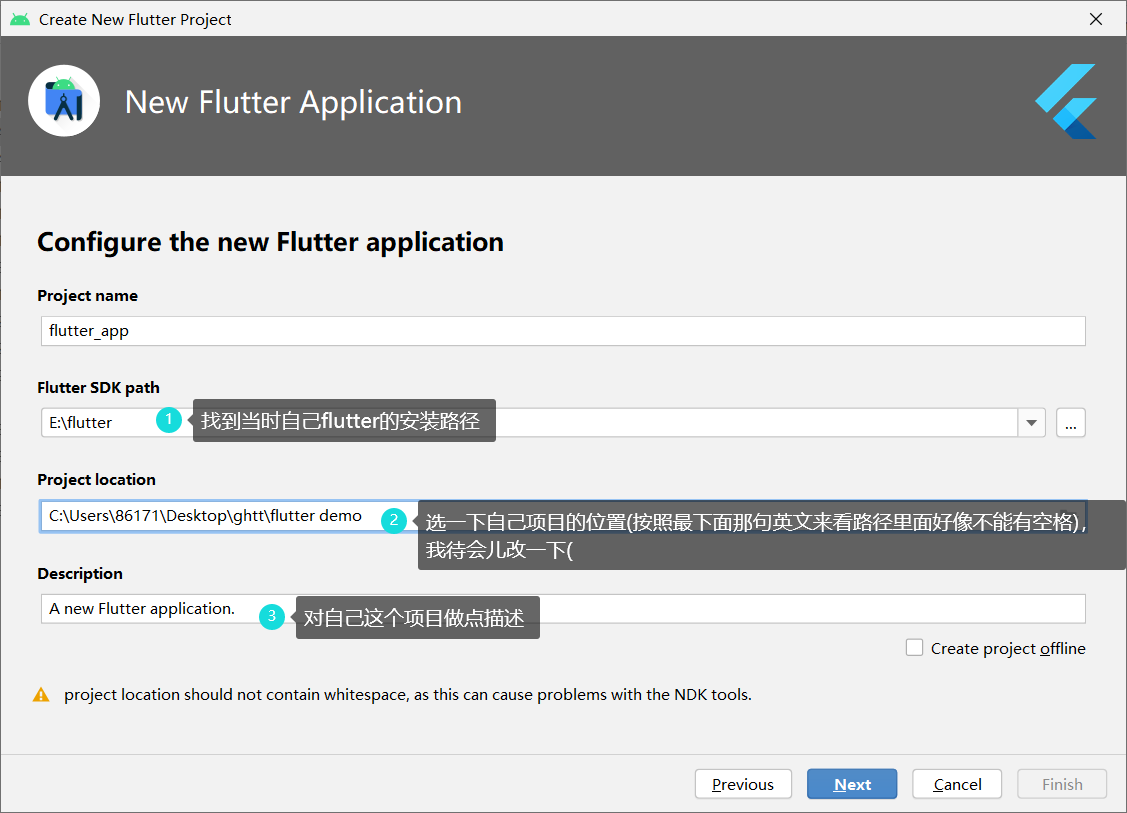 Create New Flutter Project
New Flutter Application
Configure the new Flutter application
Project name
flutter_app
Flutter SDK path
E:\flutter
1
找到当时自己flutter的安装路径
...
Project location
C:\Users\86171\Desktop\ghtt\flutter demo
2
选一下自己项目的位置(按照最下面那句英文来看路径里面好像不能有空格),
我待会儿改一下(
Description
A new Flutter application.
3
对自己这个项目做点描述
Create project offline
project location should not contain whitespace, as this can cause problems with the NDK tools.
Previous
Next
Cancel
Finish